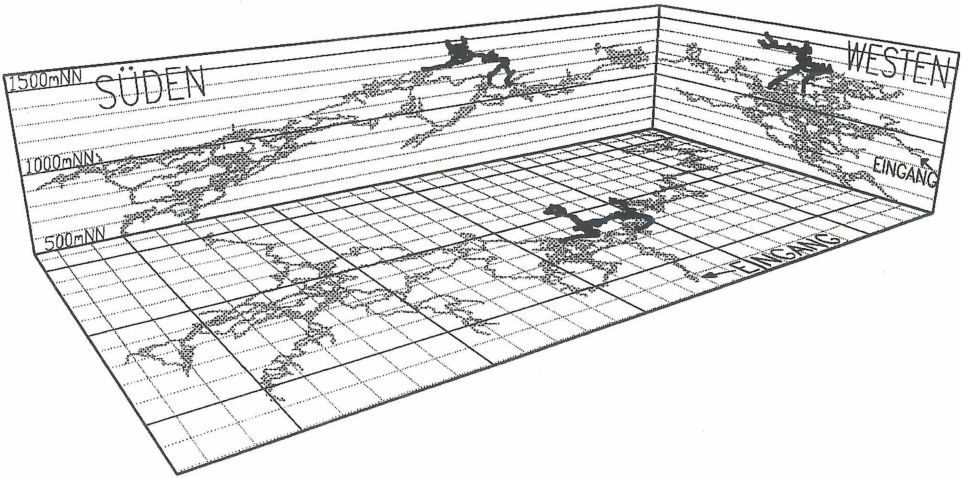 1500mNN
SÜDEN
WESTEN
1000mNN
EINGANG
500mNN
EINGANG